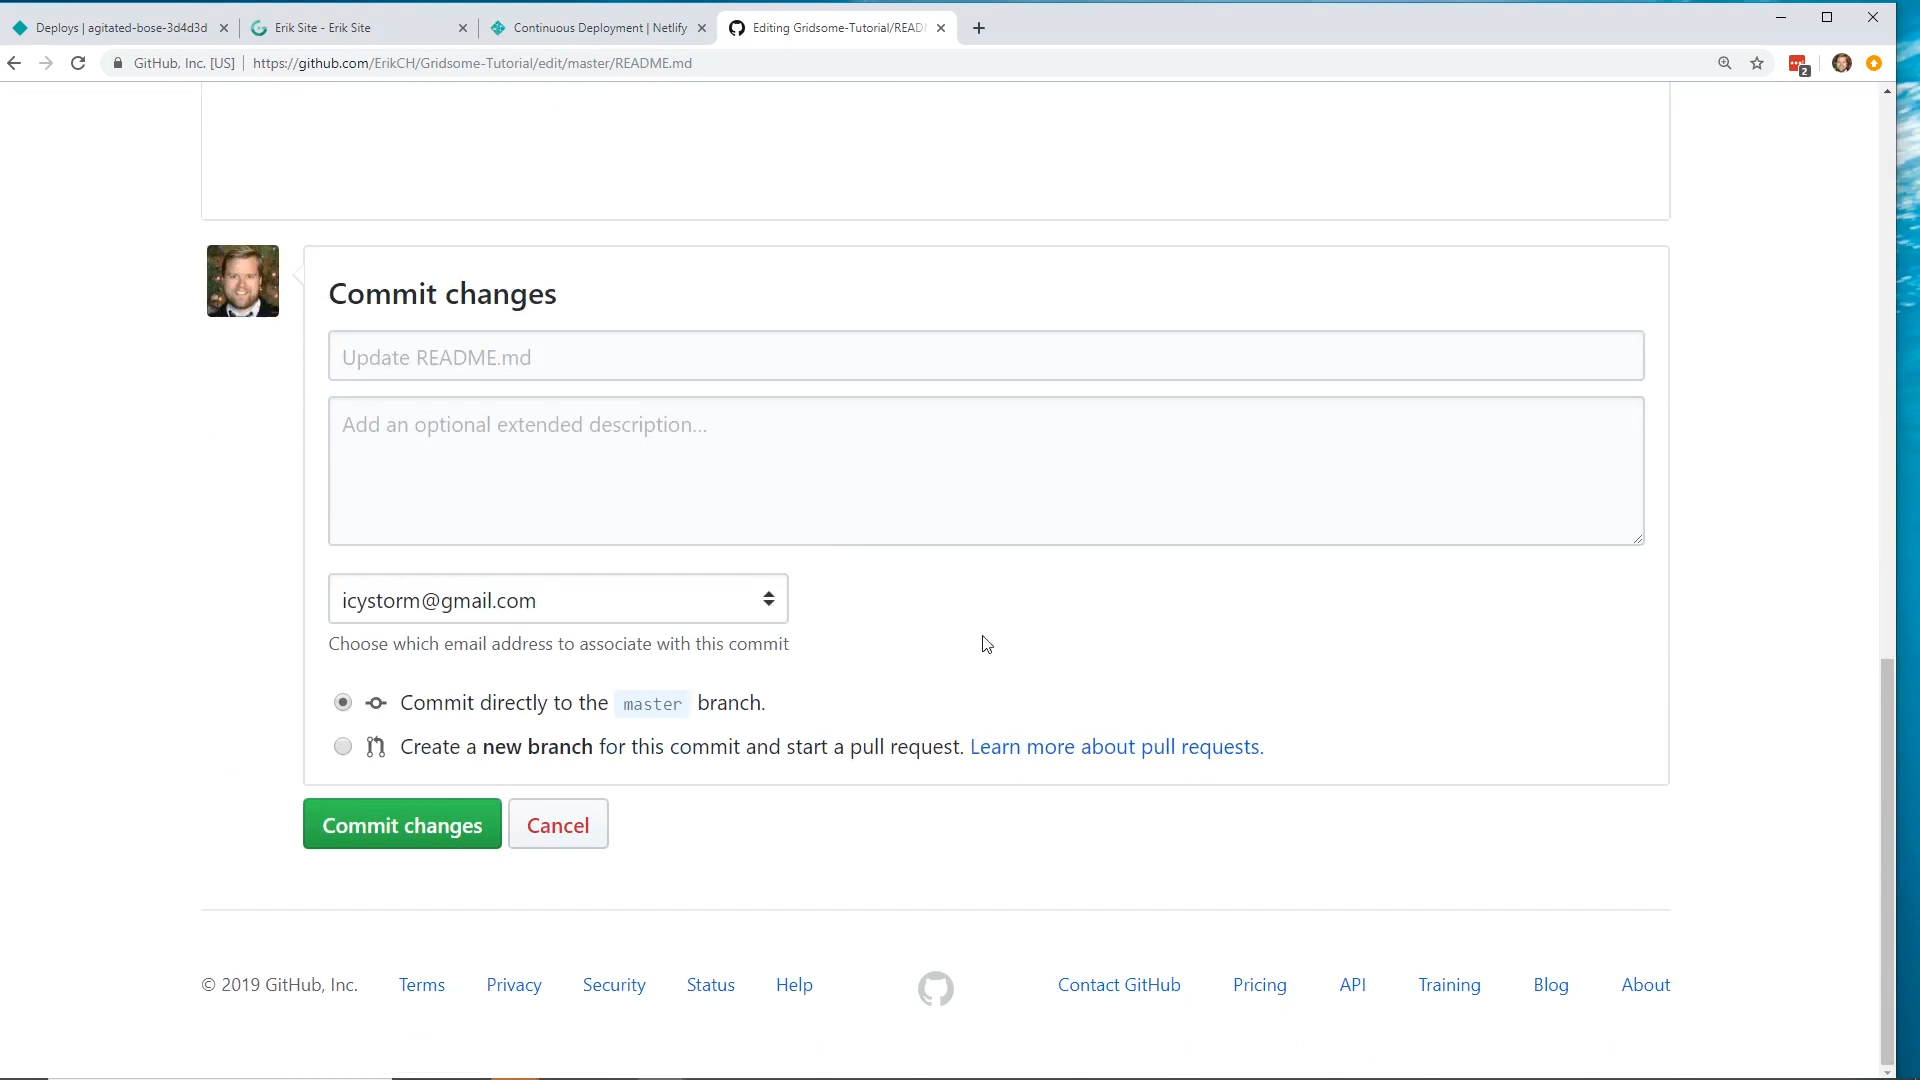 Deploys | agitated-bose-3d4d3d
Erik Site - Erik Site
Continuous Deployment | Netlify
Editing Gridsome-Tutorial/READ
GitHub, Inc. [US] | https://github.com/ErikCH/Gridsome-Tutorial/edit/master/README.md
2
Commit changes
Update README.md
Add an optional extended description...
icystorm@gmail.com
Choose which email address to associate with this commit
Commit directly to the master branch.
Create a new branch for this commit and start a pull request. Learn more about pull requests.
Commit changes Cancel
© 2019 GitHub, Inc. Terms Privacy Security Status Help Contact GitHub Pricing API Training Blog About